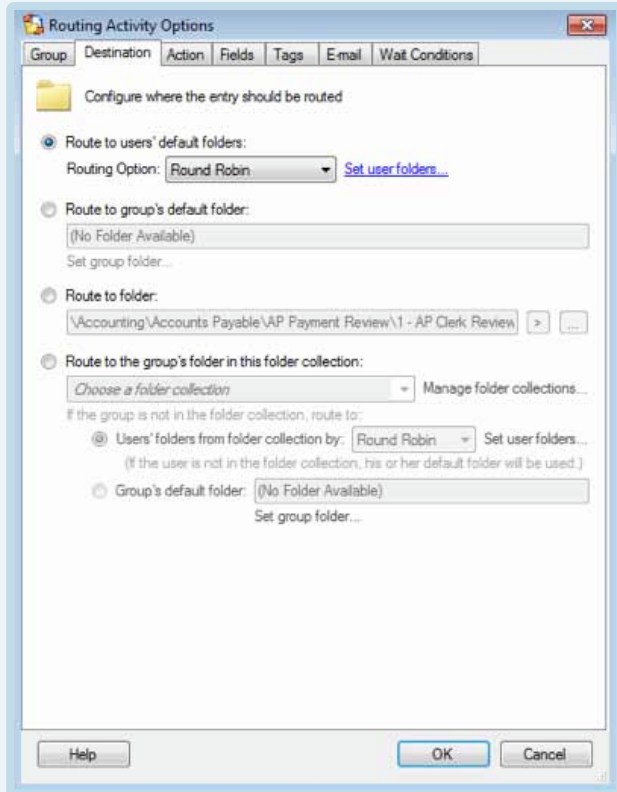 Routing Activity Options
Group Destination Action Fields Tags E-mail Wait Conditions
Configure where the entry should be routed
Route to users' default folders:
Routing Option: Round Robin Set user folders...
Route to group's default folder:
(No Folder Available)
Set group folder...
Route to folder:
\Accounting\Accounts Payable\AP Payment Review\1 - AP Clerk Review > ...
Route to the group's folder in this folder collection:
Choose a folder collection Manage folder collections...
If the group is not in the folder collection, route to:
Users' folders from folder collection by: Round Robin Set user folders...
(If the user is not in the folder collection, his or her default folder will be used.)
Group's default folder: (No Folder Available)
Set group folder...
Help OK Cancel